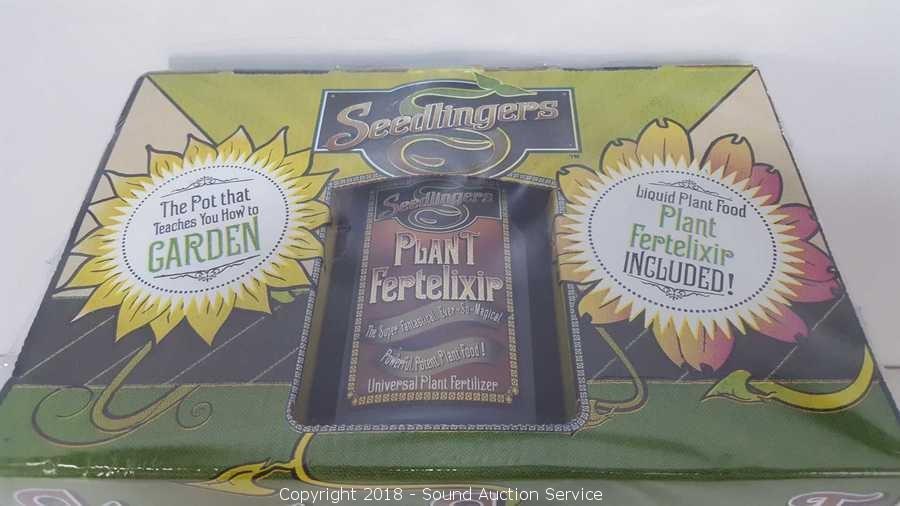 Seedlingers
™
The Pot that
Teaches You How to
GARDEN
Seedlingers
PLANT
Fertelixir
The Super-Fantastical, Ever-So-Magical
Powerful, Potent Plant Food!
Universal Plant Fertilizer
Liquid Plant Food
Plant
Fertelixir
INCLUDED!
Copyright 2018 - Sound Auction Service